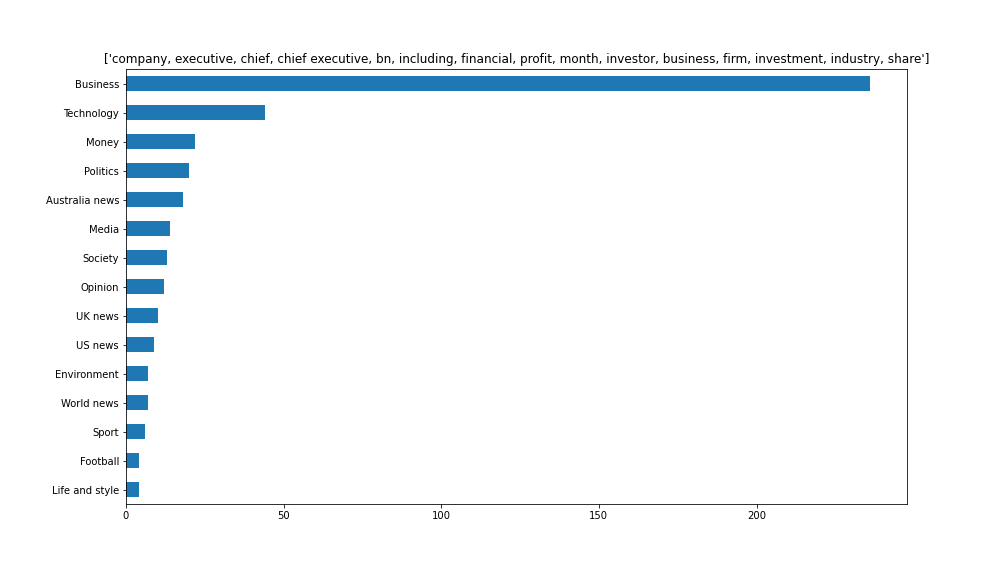 ['company, executive, chief, chief executive, bn, including, financial, profit, month, investor, business, firm, investment, industry, share']
Business
Technology
Money
Politics
Australia news
Media
Society
Opinion
UK news
US news
Environment
World news
Sport
Football
Life and style
0 50 100 150 200